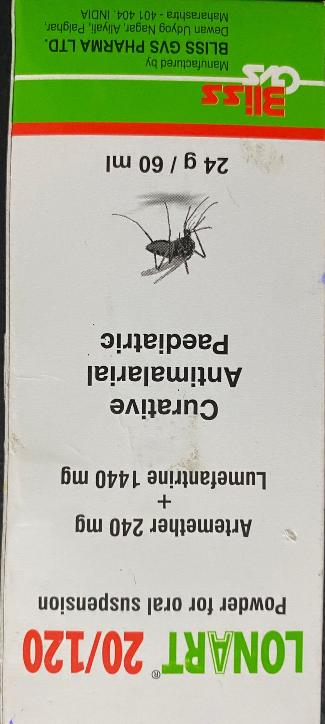 LONART® 20/120
Powder for oral suspension
Artemether 240 mg
+
Lumefantrine 1440 mg
Curative
Antimalarial
Paediatric
24 g / 60 ml
Bliss
GVS
Manufactured by
BLISS GVS PHARMA LTD.
Dewan Udyog Nagar, Aliyali, Palghar,
Maharashtra - 401 404. INDIA